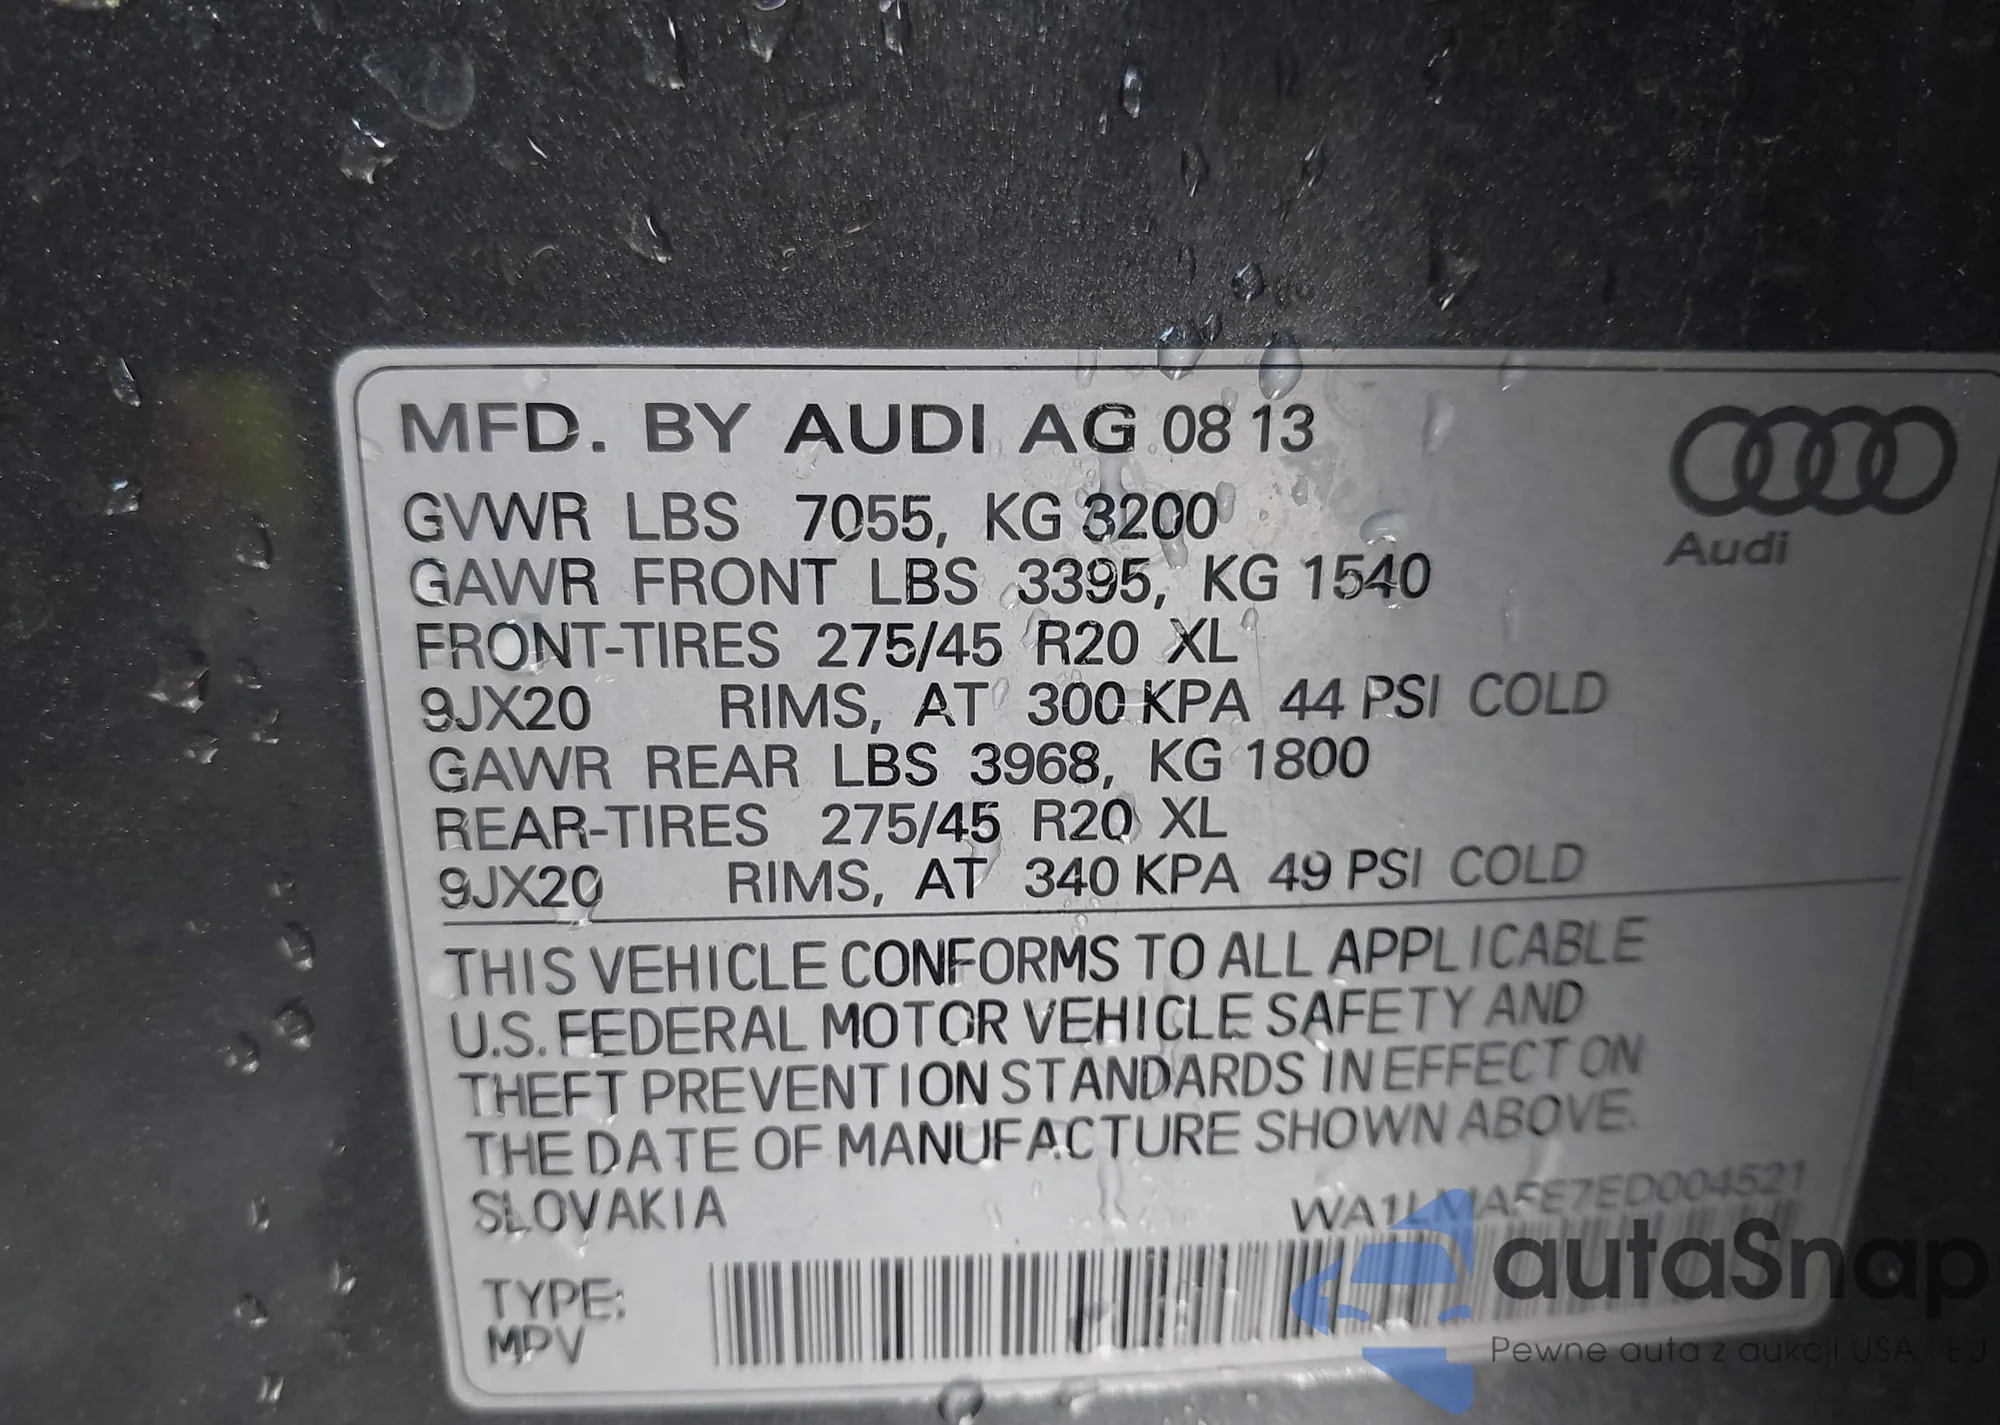 MFD. BY AUDI AG 08 13
GVWR LBS 7055, KG 3200
GAWR FRONT LBS 3395, KG 1540
FRONT-TIRES 275/45 R20 XL
9JX20 RIMS, AT 300 KPA 44 PSI COLD
GAWR REAR LBS 3968, KG 1800
REAR-TIRES 275/45 R20 XL
9JX20 RIMS, AT 340 KPA 49 PSI COLD
Audi
THIS VEHICLE CONFORMS TO ALL APPLICABLE
U.S. FEDERAL MOTOR VEHICLE SAFETY AND
THEFT PREVENTION STANDARDS IN EFFECT ON
THE DATE OF MANUFACTURE SHOWN ABOVE.
SLOVAKIA WA1LMAFE7ED004521
TYPE:
MPV
autaSnap
Pewne auta z aukcji USA